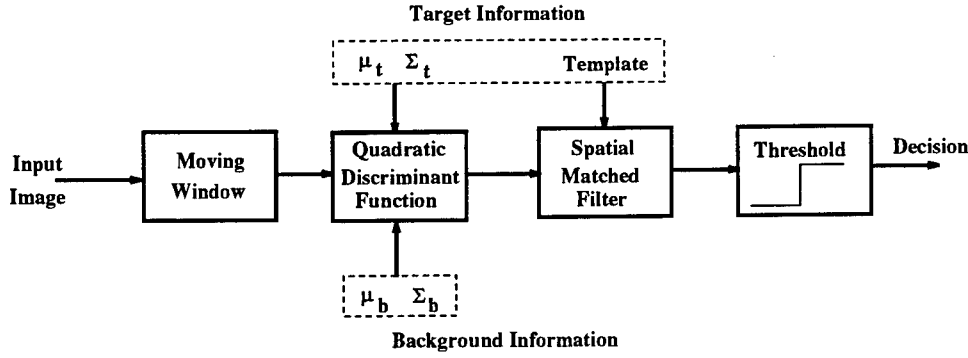 Target Information
μt Σt Template
Input
Image
Moving
Window
Quadratic
Discriminant
Function
Spatial
Matched
Filter
Threshold
Decision
μb Σb
Background Information